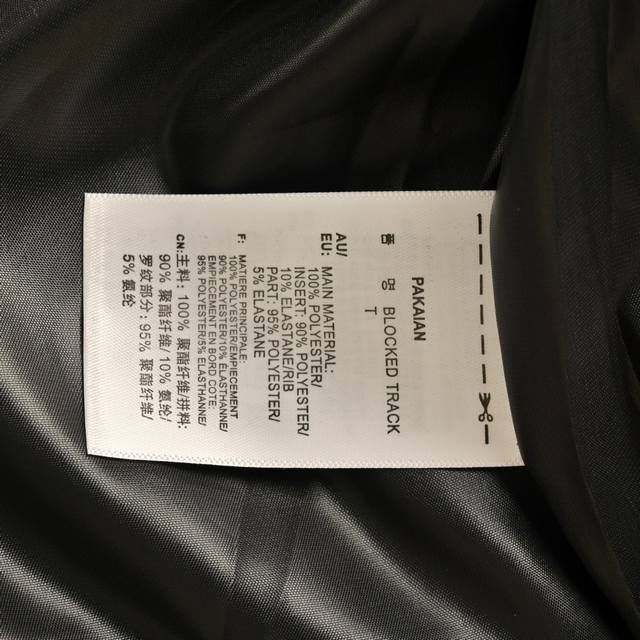 PAKAIAN
품 명 BLOCKED TRACK
T
AU/
EU: MAIN MATERIAL:
100% POLYESTER/
INSERT: 90% POLYESTER/
10% ELASTANE/RIB
PART: 95% POLYESTER/
5% ELASTANE
F: MATIERE PRINCIPALE:
100% POLYESTER/EMPIECEMENT
90% POLYESTER/10% ELASTHANNE/
EMPIECEMENT EN BORD COTE:
95% POLYESTER/5% ELASTHANNE
CN: 主料: 100% 聚酯纤维/拼料:
90% 聚酯纤维/10% 氨纶/
罗纹部分: 95% 聚酯纤维/
5% 氨纶